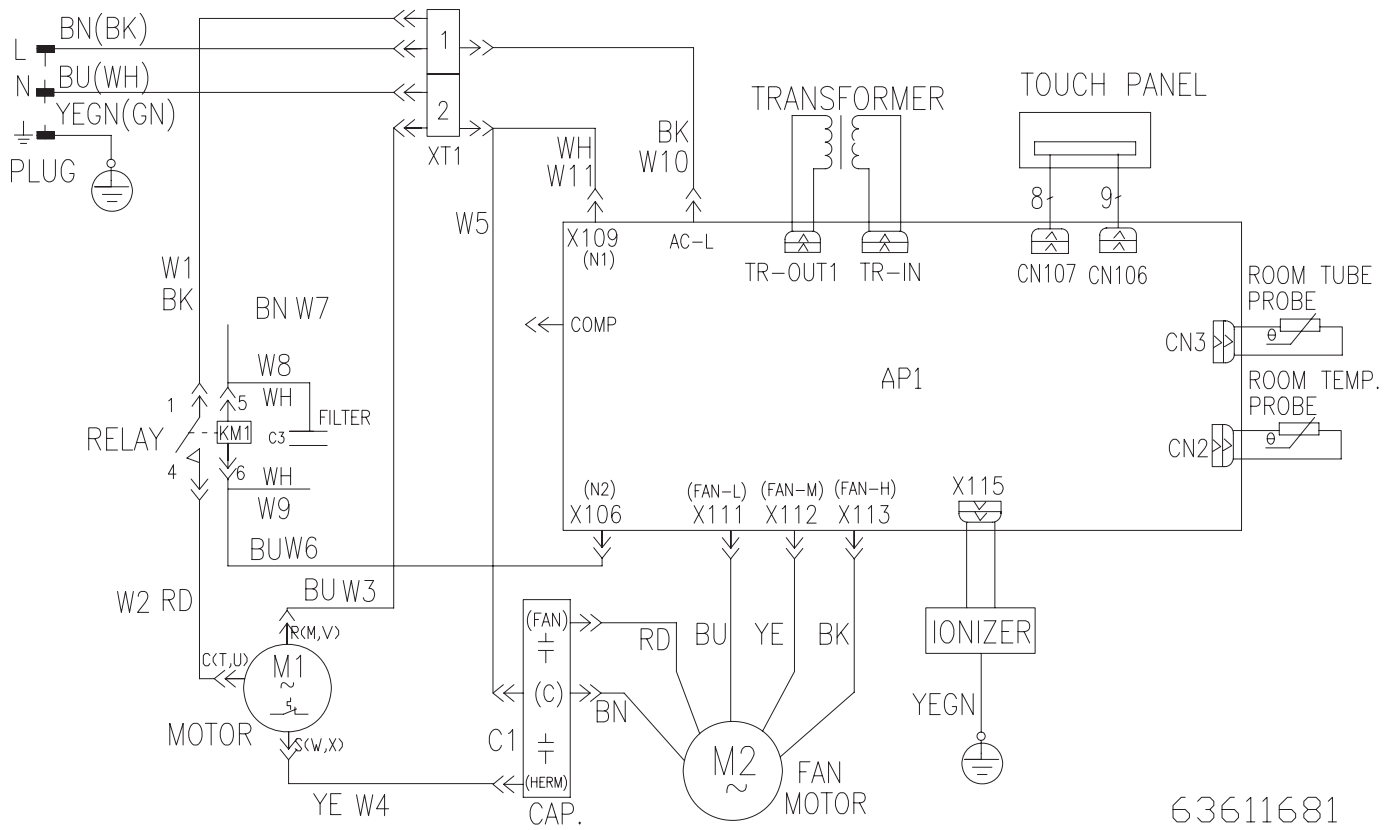 BN(BK)
L
BU(WH)
N
YEGN(GN)
PLUG
1
2
XT1
WH
W11
BK
W10
TRANSFORMER
TOUCH PANEL
8
9
W5
X109
(N1)
AC-L
TR-OUT1
TR-IN
CN107
CN106
W1
BK
BN W7
COMP
ROOM TUBE
PROBE
θ
CN3
W8
WH
AP1
ROOM TEMP.
PROBE
θ
CN2
1
5
FILTER
RELAY
KM1
C3
4
6
WH
W9
(N2)
X106
(FAN-L)
X111
(FAN-M)
X112
(FAN-H)
X113
X115
BU W6
BU W3
W2 RD
R(M,V)
C(T,U)
M1
~
MOTOR
S(W,X)
YE W4
(FAN)
(C)
C1
(HERM)
CAP.
RD
BN
BU
YE
BK
IONIZER
YEGN
M2
~
FAN
MOTOR
63611681